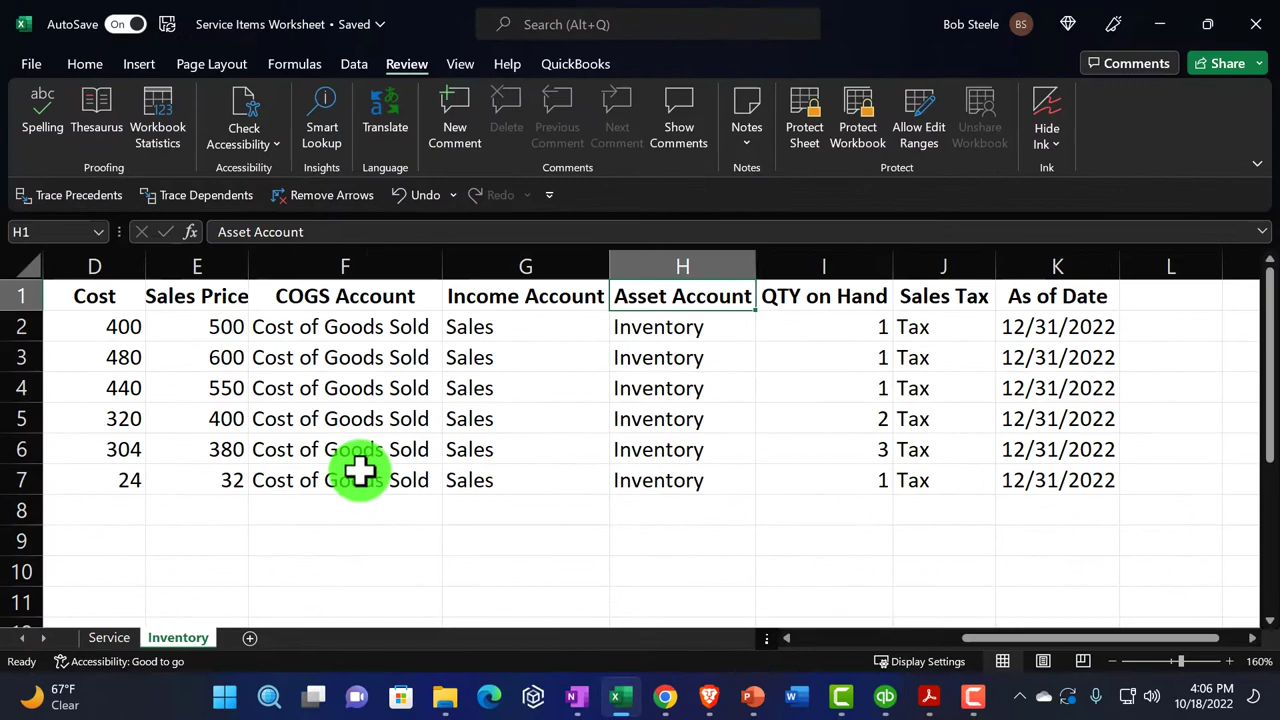 AutoSave On Service Items Worksheet • Saved Search (Alt+Q) Bob Steele BS
File Home Insert Page Layout Formulas Data Review View Help QuickBooks Comments Share
abc 123
Spelling Thesaurus Workbook Statistics Check Accessibility Smart Lookup Translate New Comment Delete Previous Comment Next Comment Show Comments Notes Protect Sheet Protect Workbook Allow Edit Ranges Unshare Workbook Hide Ink
Proofing Accessibility Insights Language Comments Notes Protect Ink
Trace Precedents Trace Dependents Remove Arrows Undo Redo
H1 fx Asset Account
D E F G H I J K L
1 Cost Sales Price COGS Account Income Account Asset Account QTY on Hand Sales Tax As of Date
2 400 500 Cost of Goods Sold Sales Inventory 1 Tax 12/31/2022
3 480 600 Cost of Goods Sold Sales Inventory 1 Tax 12/31/2022
4 440 550 Cost of Goods Sold Sales Inventory 1 Tax 12/31/2022
5 320 400 Cost of Goods Sold Sales Inventory 2 Tax 12/31/2022
6 304 380 Cost of Goods Sold Sales Inventory 3 Tax 12/31/2022
7 24 32 Cost of Goods Sold Sales Inventory 1 Tax 12/31/2022
8
9
10
11
Service Inventory
Ready Accessibility: Good to go Display Settings 160%
67°F
Clear
4:06 PM
10/18/2022